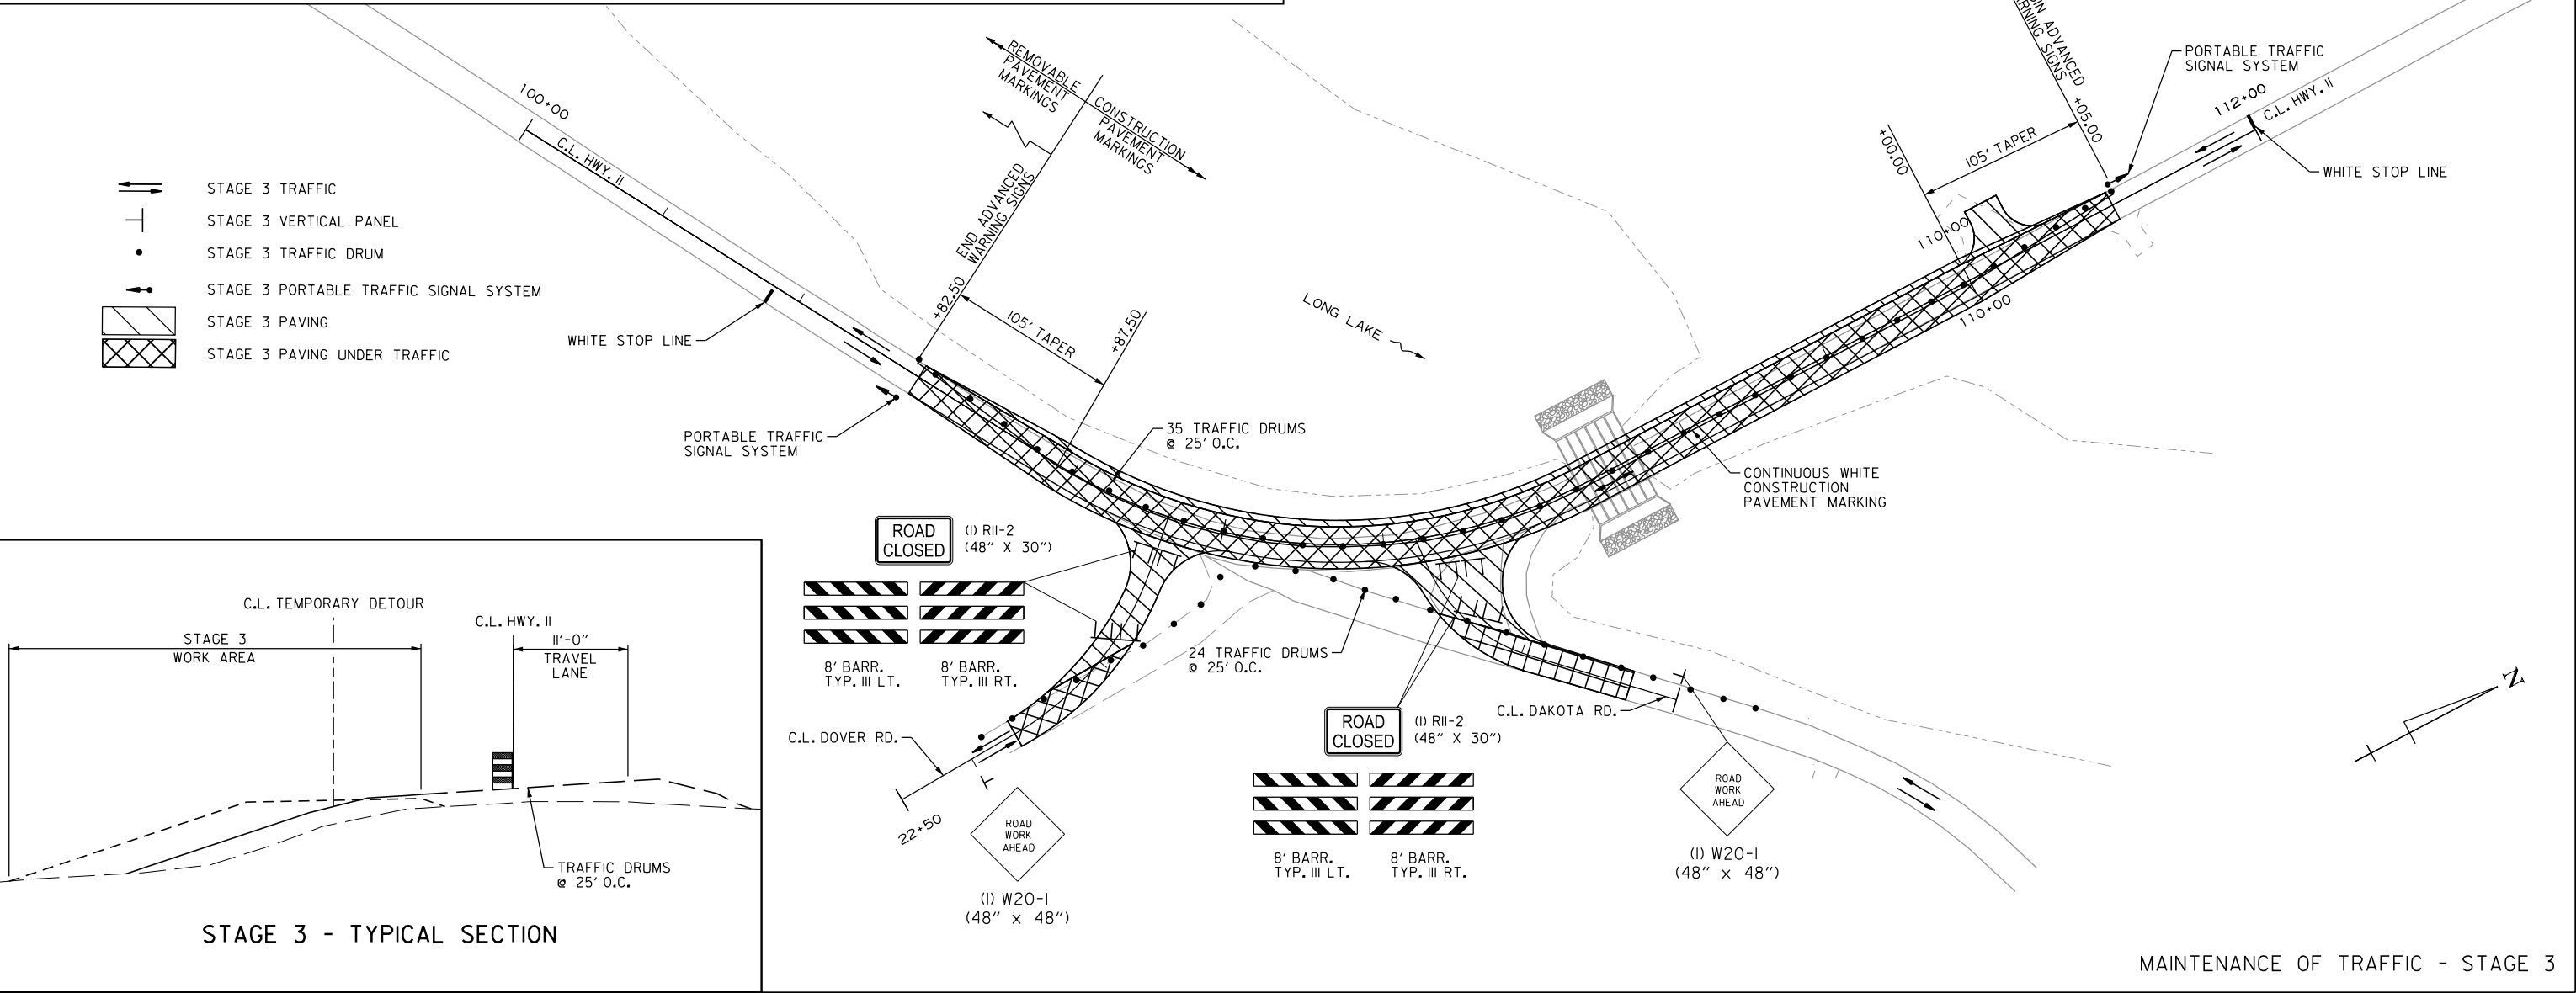 REMOVABLE
PAVEMENT
MARKINGS
CONSTRUCTION
PAVEMENT
MARKINGS
100+00
C.L. HWY. 11
END ADVANCED
WARNING SIGNS
+82.50
105' TAPER
+87.50
LONG LAKE
ADVANCED
SIGNS
+05.00
+00.00
105' TAPER
110+00
110+00
112+00
C.L. HWY. 11
PORTABLE TRAFFIC
SIGNAL SYSTEM
WHITE STOP LINE
STAGE 3 TRAFFIC
STAGE 3 VERTICAL PANEL
STAGE 3 TRAFFIC DRUM
STAGE 3 PORTABLE TRAFFIC SIGNAL SYSTEM
STAGE 3 PAVING
STAGE 3 PAVING UNDER TRAFFIC
WHITE STOP LINE
PORTABLE TRAFFIC
SIGNAL SYSTEM
35 TRAFFIC DRUMS
@ 25' O.C.
CONTINUOUS WHITE
CONSTRUCTION
PAVEMENT MARKING
ROAD
CLOSED
(1) R11-2
(48" X 30")
8' BARR.
TYP. III LT.
8' BARR.
TYP. III RT.
24 TRAFFIC DRUMS
@ 25' O.C.
ROAD
CLOSED
(1) R11-2
(48" X 30")
8' BARR.
TYP. III LT.
8' BARR.
TYP. III RT.
C.L. DAKOTA RD.
C.L. DOVER RD.
22+50
ROAD
WORK
AHEAD
(1) W20-1
(48" x 48")
ROAD
WORK
AHEAD
(1) W20-1
(48" x 48")
N
C.L. TEMPORARY DETOUR
C.L. HWY. 11
STAGE 3
WORK AREA
11'-0"
TRAVEL
LANE
TRAFFIC DRUMS
@ 25' O.C.
STAGE 3 - TYPICAL SECTION
MAINTENANCE OF TRAFFIC - STAGE 3